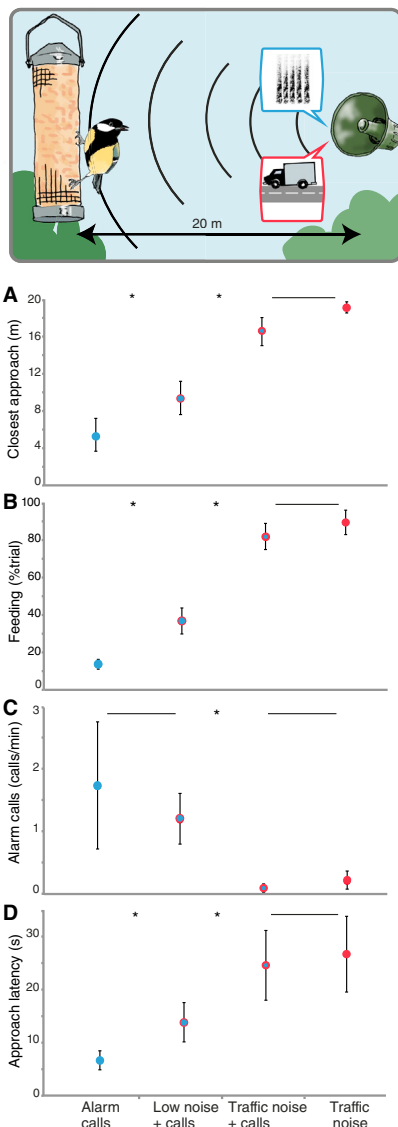 20 m
A
* *
Closest approach (m)
20
16
12
8
4
0
B
* *
Feeding (%trial)
100
80
60
40
20
0
C
*
Alarm calls (calls/min)
3
2
1
0
D
* *
Approach latency (s)
30
20
10
0
Alarm Low noise Traffic noise Traffic
calls + calls + calls noise